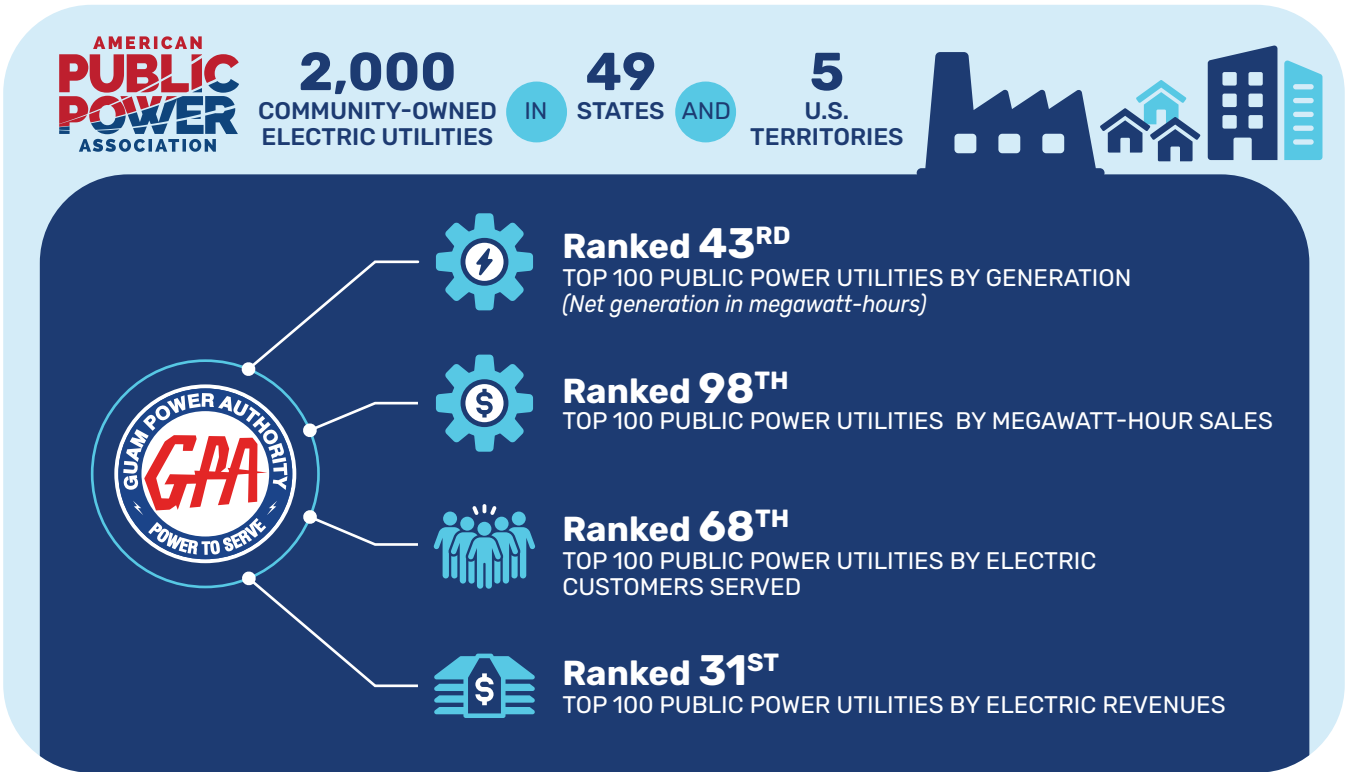 AMERICAN
PUBLIC
POWER
ASSOCIATION
2,000
COMMUNITY-OWNED
ELECTRIC UTILITIES
IN
49
STATES
AND
5
U.S.
TERRITORIES
Ranked 43RD
TOP 100 PUBLIC POWER UTILITIES BY GENERATION
(Net generation in megawatt-hours)
$
Ranked 98TH
TOP 100 PUBLIC POWER UTILITIES BY MEGAWATT-HOUR SALES
GUAM POWER AUTHORITY
GPA
POWER TO SERVE
Ranked 68TH
TOP 100 PUBLIC POWER UTILITIES BY ELECTRIC
CUSTOMERS SERVED
$
Ranked 31ST
TOP 100 PUBLIC POWER UTILITIES BY ELECTRIC REVENUES